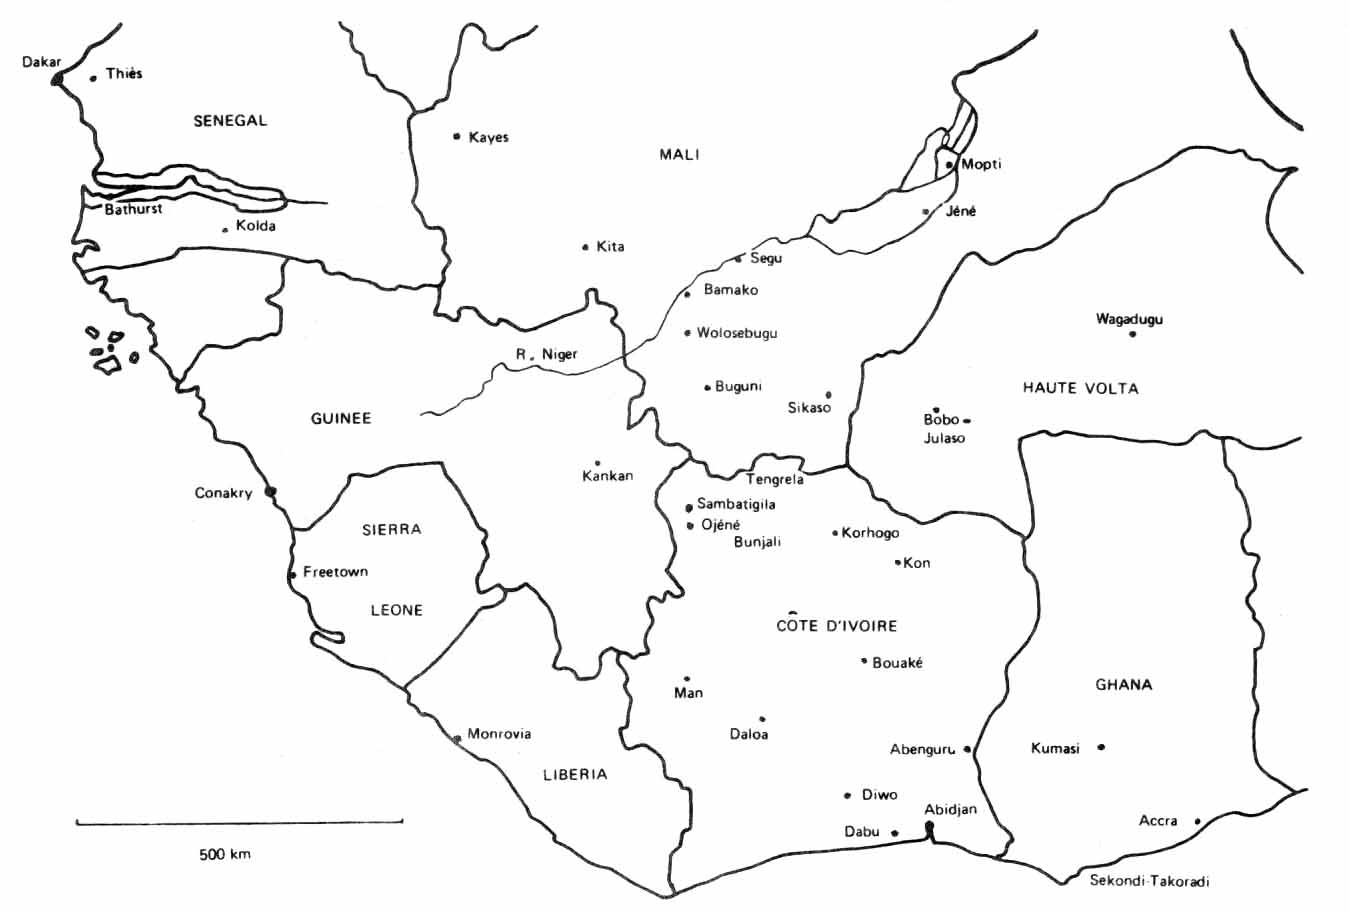 Dakar
Thiès
SENEGAL
Kayes
MALI
Mopti
Bathurst
Kolda
Jéné
Kita
Segu
Bamako
Wagadugu
Wolosebugu
R. Niger
Buguni
Sikaso
HAUTE VOLTA
GUINEE
Bobo
Julaso
Kankan
Tengrela
Conakry
Sambatigila
Ojéné
SIERRA
Bunjali
Korhogo
Kon
Freetown
LEONE
CÔTE D'IVOIRE
Bouaké
GHANA
Man
Monrovia
Daloa
Abenguru
Kumasi
LIBERIA
Diwo
Abidjan
Dabu
Accra
500 km
Sekondi-Takoradi